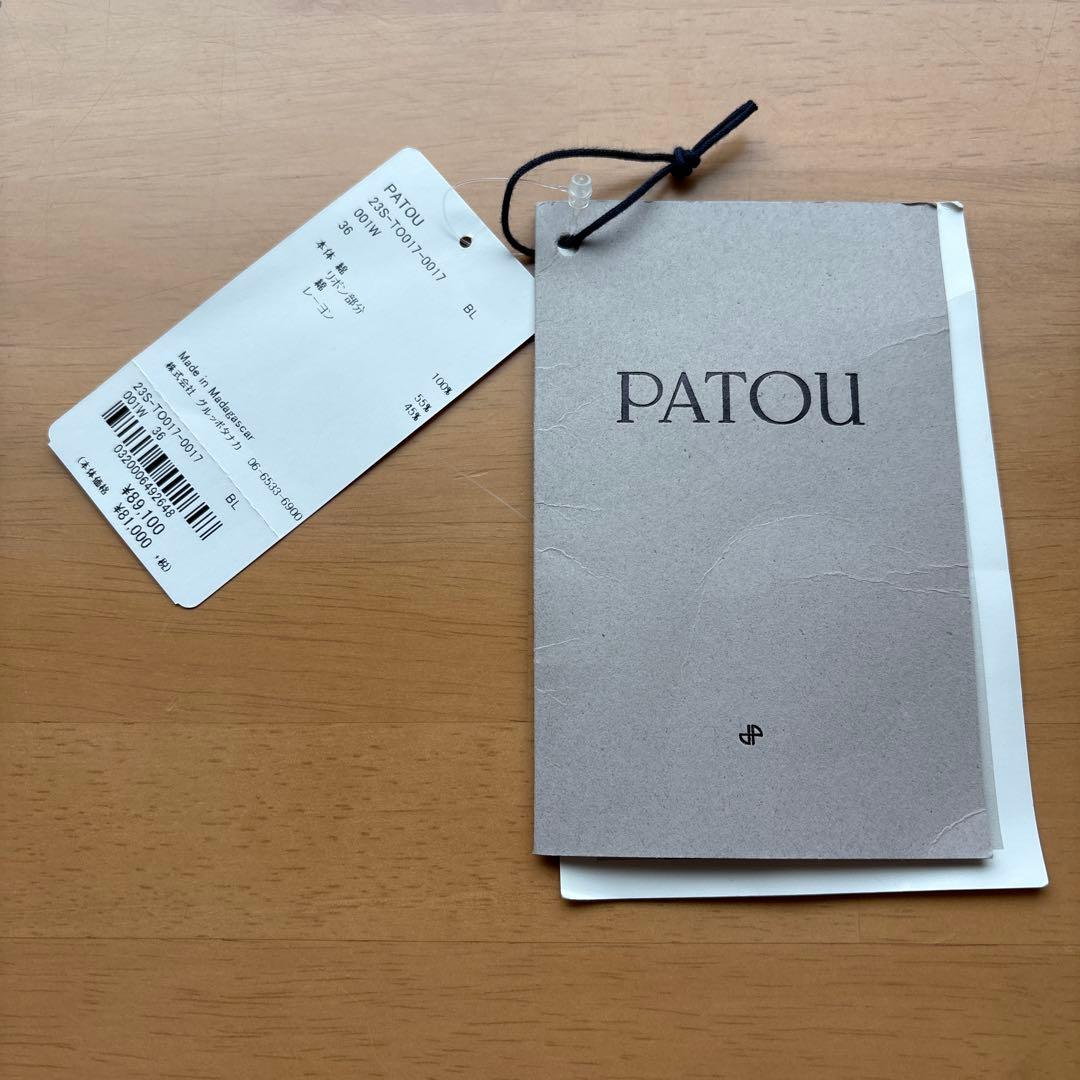 PATOU
23S-TO017-0017
001W BL
36
本体 綿 100%
リボン部分
綿 55%
レーヨン 45%
Made in Madagascar
株式会社 グルッポタナカ 06-6533-6900
23S-TO017-0017
001W BL
36
0320006492648
¥89,100
(本体価格 ¥81,000 +税)
PATOU
JP